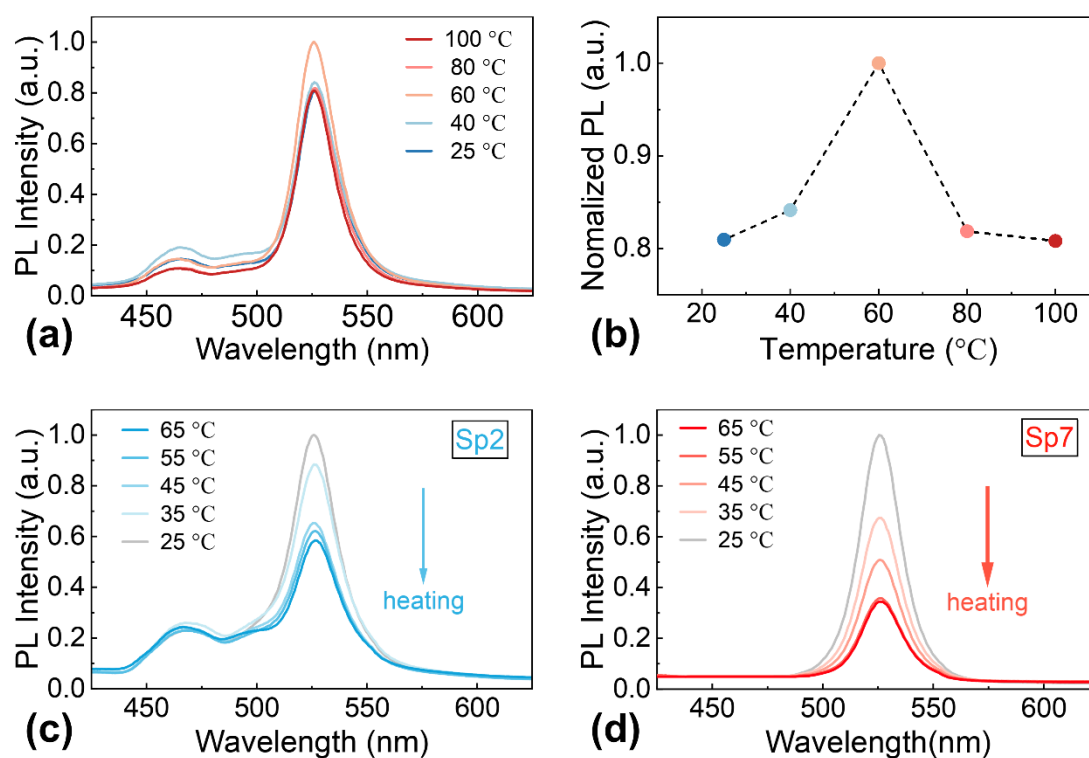 PL Intensity (a.u.)
1.0
0.8
0.6
0.4
0.2
0.0
100 °C
80 °C
60 °C
40 °C
25 °C
450 500 550 600
Wavelength (nm)
(a)
Nomalized PL (a.u.)
1.0
0.9
0.8
20 40 60 80 100
Temperature (°C)
(b)
PL Intensity (a.u.)
1.0
0.8
0.6
0.4
0.2
0.0
65 °C
55 °C
45 °C
35 °C
25 °C
Sp2
heating
450 500 550 600
Wavelength (nm)
(c)
PL Intensity (a.u.)
1.0
0.8
0.6
0.4
0.2
0.0
65 °C
55 °C
45 °C
35 °C
25 °C
Sp7
heating
450 500 550 600
Wavelength(nm)
(d)